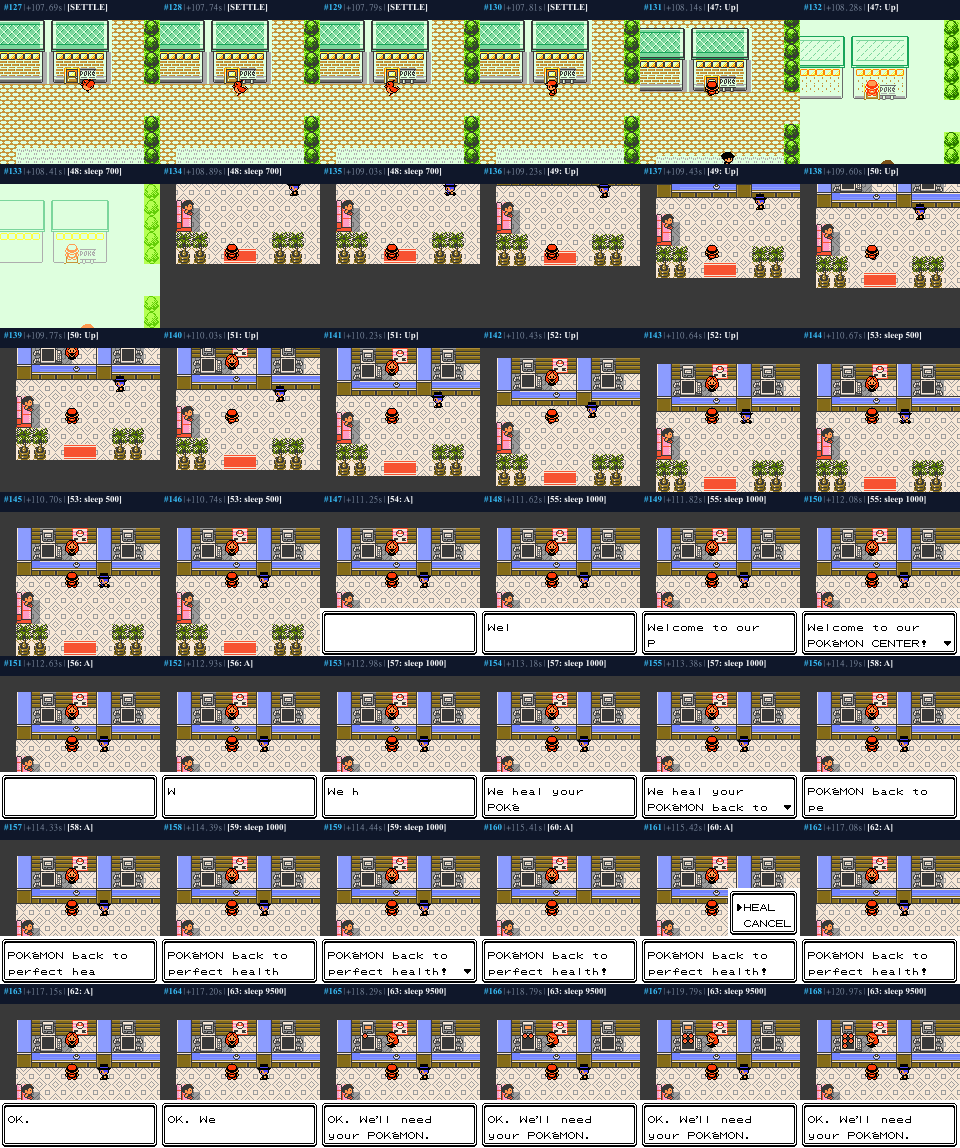 #127 | +107.69s | [SETTLE]
#128 | +107.74s | [SETTLE]
#129 | +107.79s | [SETTLE]
#130 | +107.81s | [SETTLE]
#131 | +108.14s | [47: Up]
#132 | +108.28s | [47: Up]
POKé
POKé
POKé
POKé
POKé
POKé
#133 | +108.41s | [48: sleep 700]
#134 | +108.89s | [48: sleep 700]
#135 | +109.03s | [48: sleep 700]
#136 | +109.23s | [49: Up]
#137 | +109.43s | [49: Up]
#138 | +109.60s | [50: Up]
POKé
#139 | +109.77s | [50: Up]
#140 | +110.03s | [51: Up]
#141 | +110.23s | [51: Up]
#142 | +110.43s | [52: Up]
#143 | +110.64s | [52: Up]
#144 | +110.67s | [53: sleep 500]
#145 | +110.70s | [53: sleep 500]
#146 | +110.74s | [53: sleep 500]
#147 | +111.25s | [54: A]
#148 | +111.62s | [55: sleep 1000]
#149 | +111.82s | [55: sleep 1000]
#150 | +112.08s | [55: sleep 1000]
Wel
Welcome to our
P
Welcome to our
POKéMON CENTER!
#151 | +112.63s | [56: A]
#152 | +112.93s | [56: A]
#153 | +112.98s | [57: sleep 1000]
#154 | +113.18s | [57: sleep 1000]
#155 | +113.38s | [57: sleep 1000]
#156 | +114.19s | [58: A]
W
We h
We heal your
POKé
We heal your
POKéMON back to
POKéMON back to
pe
#157 | +114.33s | [58: A]
#158 | +114.39s | [59: sleep 1000]
#159 | +114.44s | [59: sleep 1000]
#160 | +115.41s | [60: A]
#161 | +115.42s | [60: A]
#162 | +117.08s | [62: A]
HEAL
CANCEL
POKéMON back to
perfect hea
POKéMON back to
perfect health
POKéMON back to
perfect health!
POKéMON back to
perfect health!
POKéMON back to
perfect health!
POKéMON back to
perfect health!
#163 | +117.15s | [62: A]
#164 | +117.20s | [63: sleep 9500]
#165 | +118.29s | [63: sleep 9500]
#166 | +118.79s | [63: sleep 9500]
#167 | +119.79s | [63: sleep 9500]
#168 | +120.97s | [63: sleep 9500]
OK.
OK. We
OK. We'll need
your POKéMON.
OK. We'll need
your POKéMON.
OK. We'll need
your POKéMON.
OK. We'll need
your POKéMON.